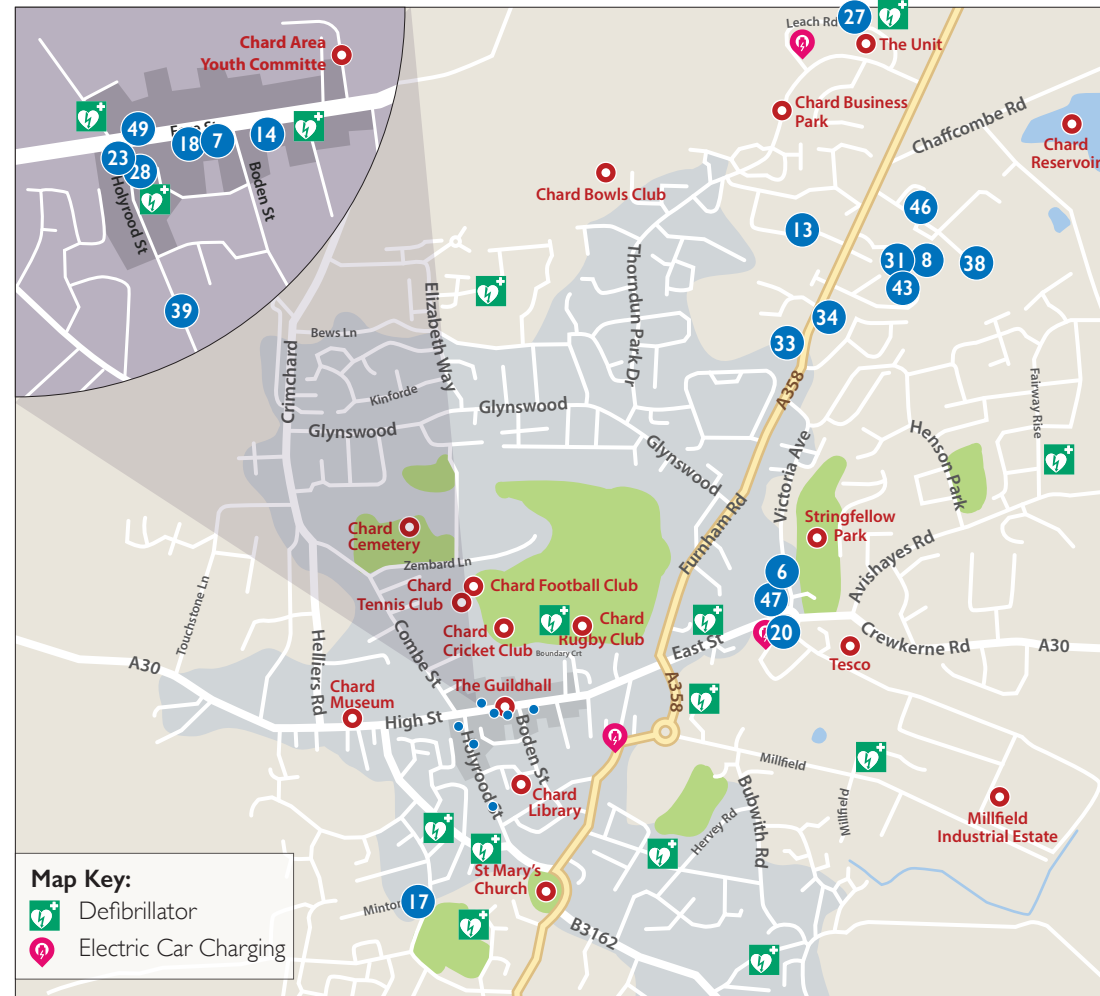 Leach Rd
27
The Unit
Chard Area
Youth Committe
Chard Business
Park
Chaffcombe Rd
Chard
Reservoir
49
18
7
14
23
28
Boden St
Holyrood St
39
Chard Bowls Club
46
13
31
8
38
43
34
33
Thorndun Park Dr
Elizabeth Way
Bews Ln
Crimchard
Kinforde
Glynswood
Glynswood
Glynswood
A358
Fairway Rise
Henson Park
Victoria Ave
Furnham Rd
Stringfellow
Park
Avishayes Rd
Chard
Cemetery
Zembard Ln
Chard
Tennis Club
Chard Football Club
Chard
Cricket Club
Chard
Rugby Club
Boundary Crt
6
47
20
East St
Crewkerne Rd
A30
Tesco
Touchstone Ln
A30
Helliers Rd
Combe St
Chard
Museum
High St
The Guildhall
A358
Boden St
Holyrood St
Chard
Library
Millfield
Millfield
Millfield
Industrial Estate
Bubwith Rd
Hervey Rd
St Mary's
Church
17
B3162
Map Key:
Defibrillator
Electric Car Charging